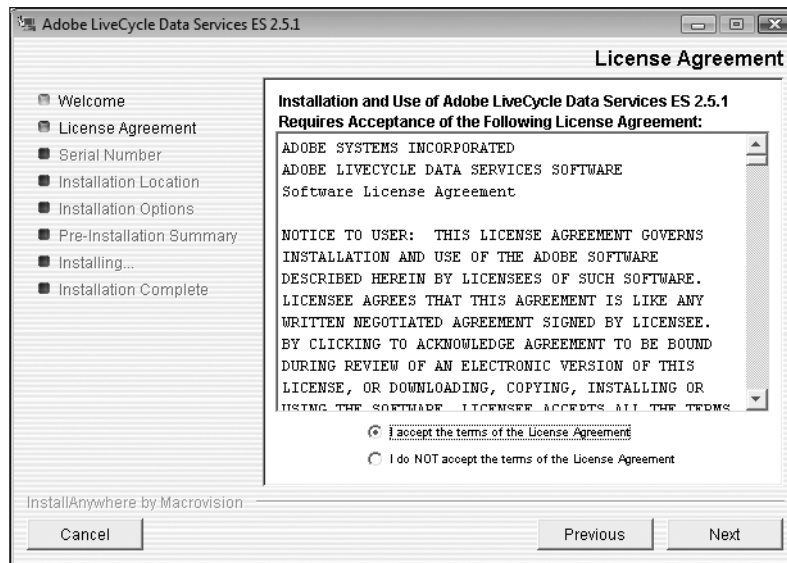 Adobe LiveCycle Data Services ES 2.5.1
License Agreement
Welcome
License Agreement
Serial Number
Installation Location
Installation Options
Pre-Installation Summary
Installing...
Installation Complete
Installation and Use of Adobe LiveCycle Data Services ES 2.5.1
Requires Acceptance of the Following License Agreement:
ADOBE SYSTEMS INCORPORATED
ADOBE LIVECYCLE DATA SERVICES SOFTWARE
Software License Agreement
NOTICE TO USER: THIS LICENSE AGREEMENT GOVERNS
INSTALLATION AND USE OF THE ADOBE SOFTWARE
DESCRIBED HEREIN BY LICENSEES OF SUCH SOFTWARE.
LICENSEE AGREES THAT THIS AGREEMENT IS LIKE ANY
WRITTEN NEGOTIATED AGREEMENT SIGNED BY LICENSEE.
BY CLICKING TO ACKNOWLEDGE AGREEMENT TO BE BOUND
DURING REVIEW OF AN ELECTRONIC VERSION OF THIS
LICENSE, OR DOWNLOADING, COPYING, INSTALLING OR
USING THE SOFTWARE, LICENSEE ACCEPTS ALL THE TERMS
I accept the terms of the License Agreement
I do NOT accept the terms of the License Agreement
InstallAnywhere by Macrovision
Cancel
Previous
Next